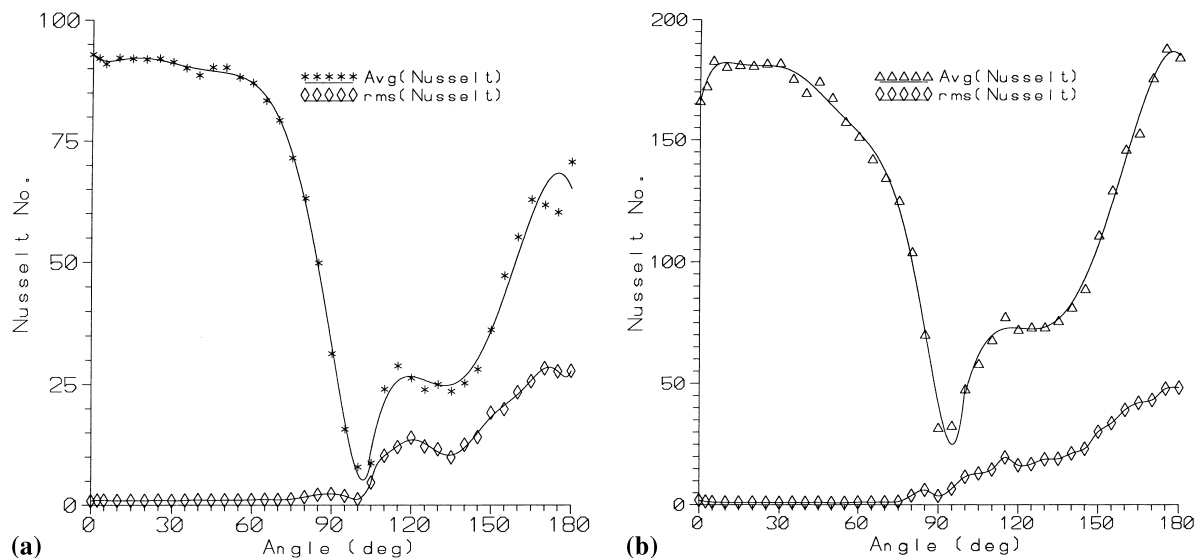 100
75
50
25
0
Nusselt No.
***** Avg(Nusselt)
◇◇◇◇◇ rms(Nusselt)
0 30 60 90 120 150 180
Angle (deg)
(a)
200
150
100
50
0
Nusselt No.
△△△△△ Avg(Nusselt)
◇◇◇◇◇ rms(Nusselt)
0 30 60 90 120 150 180
Angle (deg)
(b)